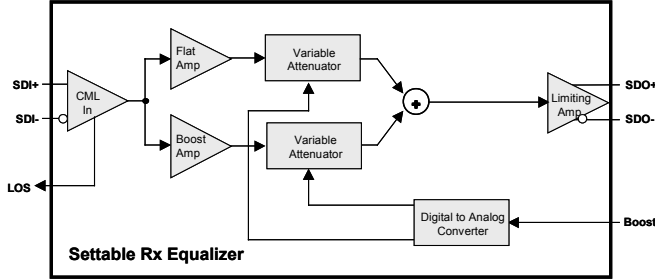 Flat
Amp
Variable
Attenuator
SDI+
CML
In
SDI-
SDO+
Limiting
Amp
SDO-
Boost
Amp
Variable
Attenuator
LOS
Digital to Analog
Converter
Boost
Settable Rx Equalizer